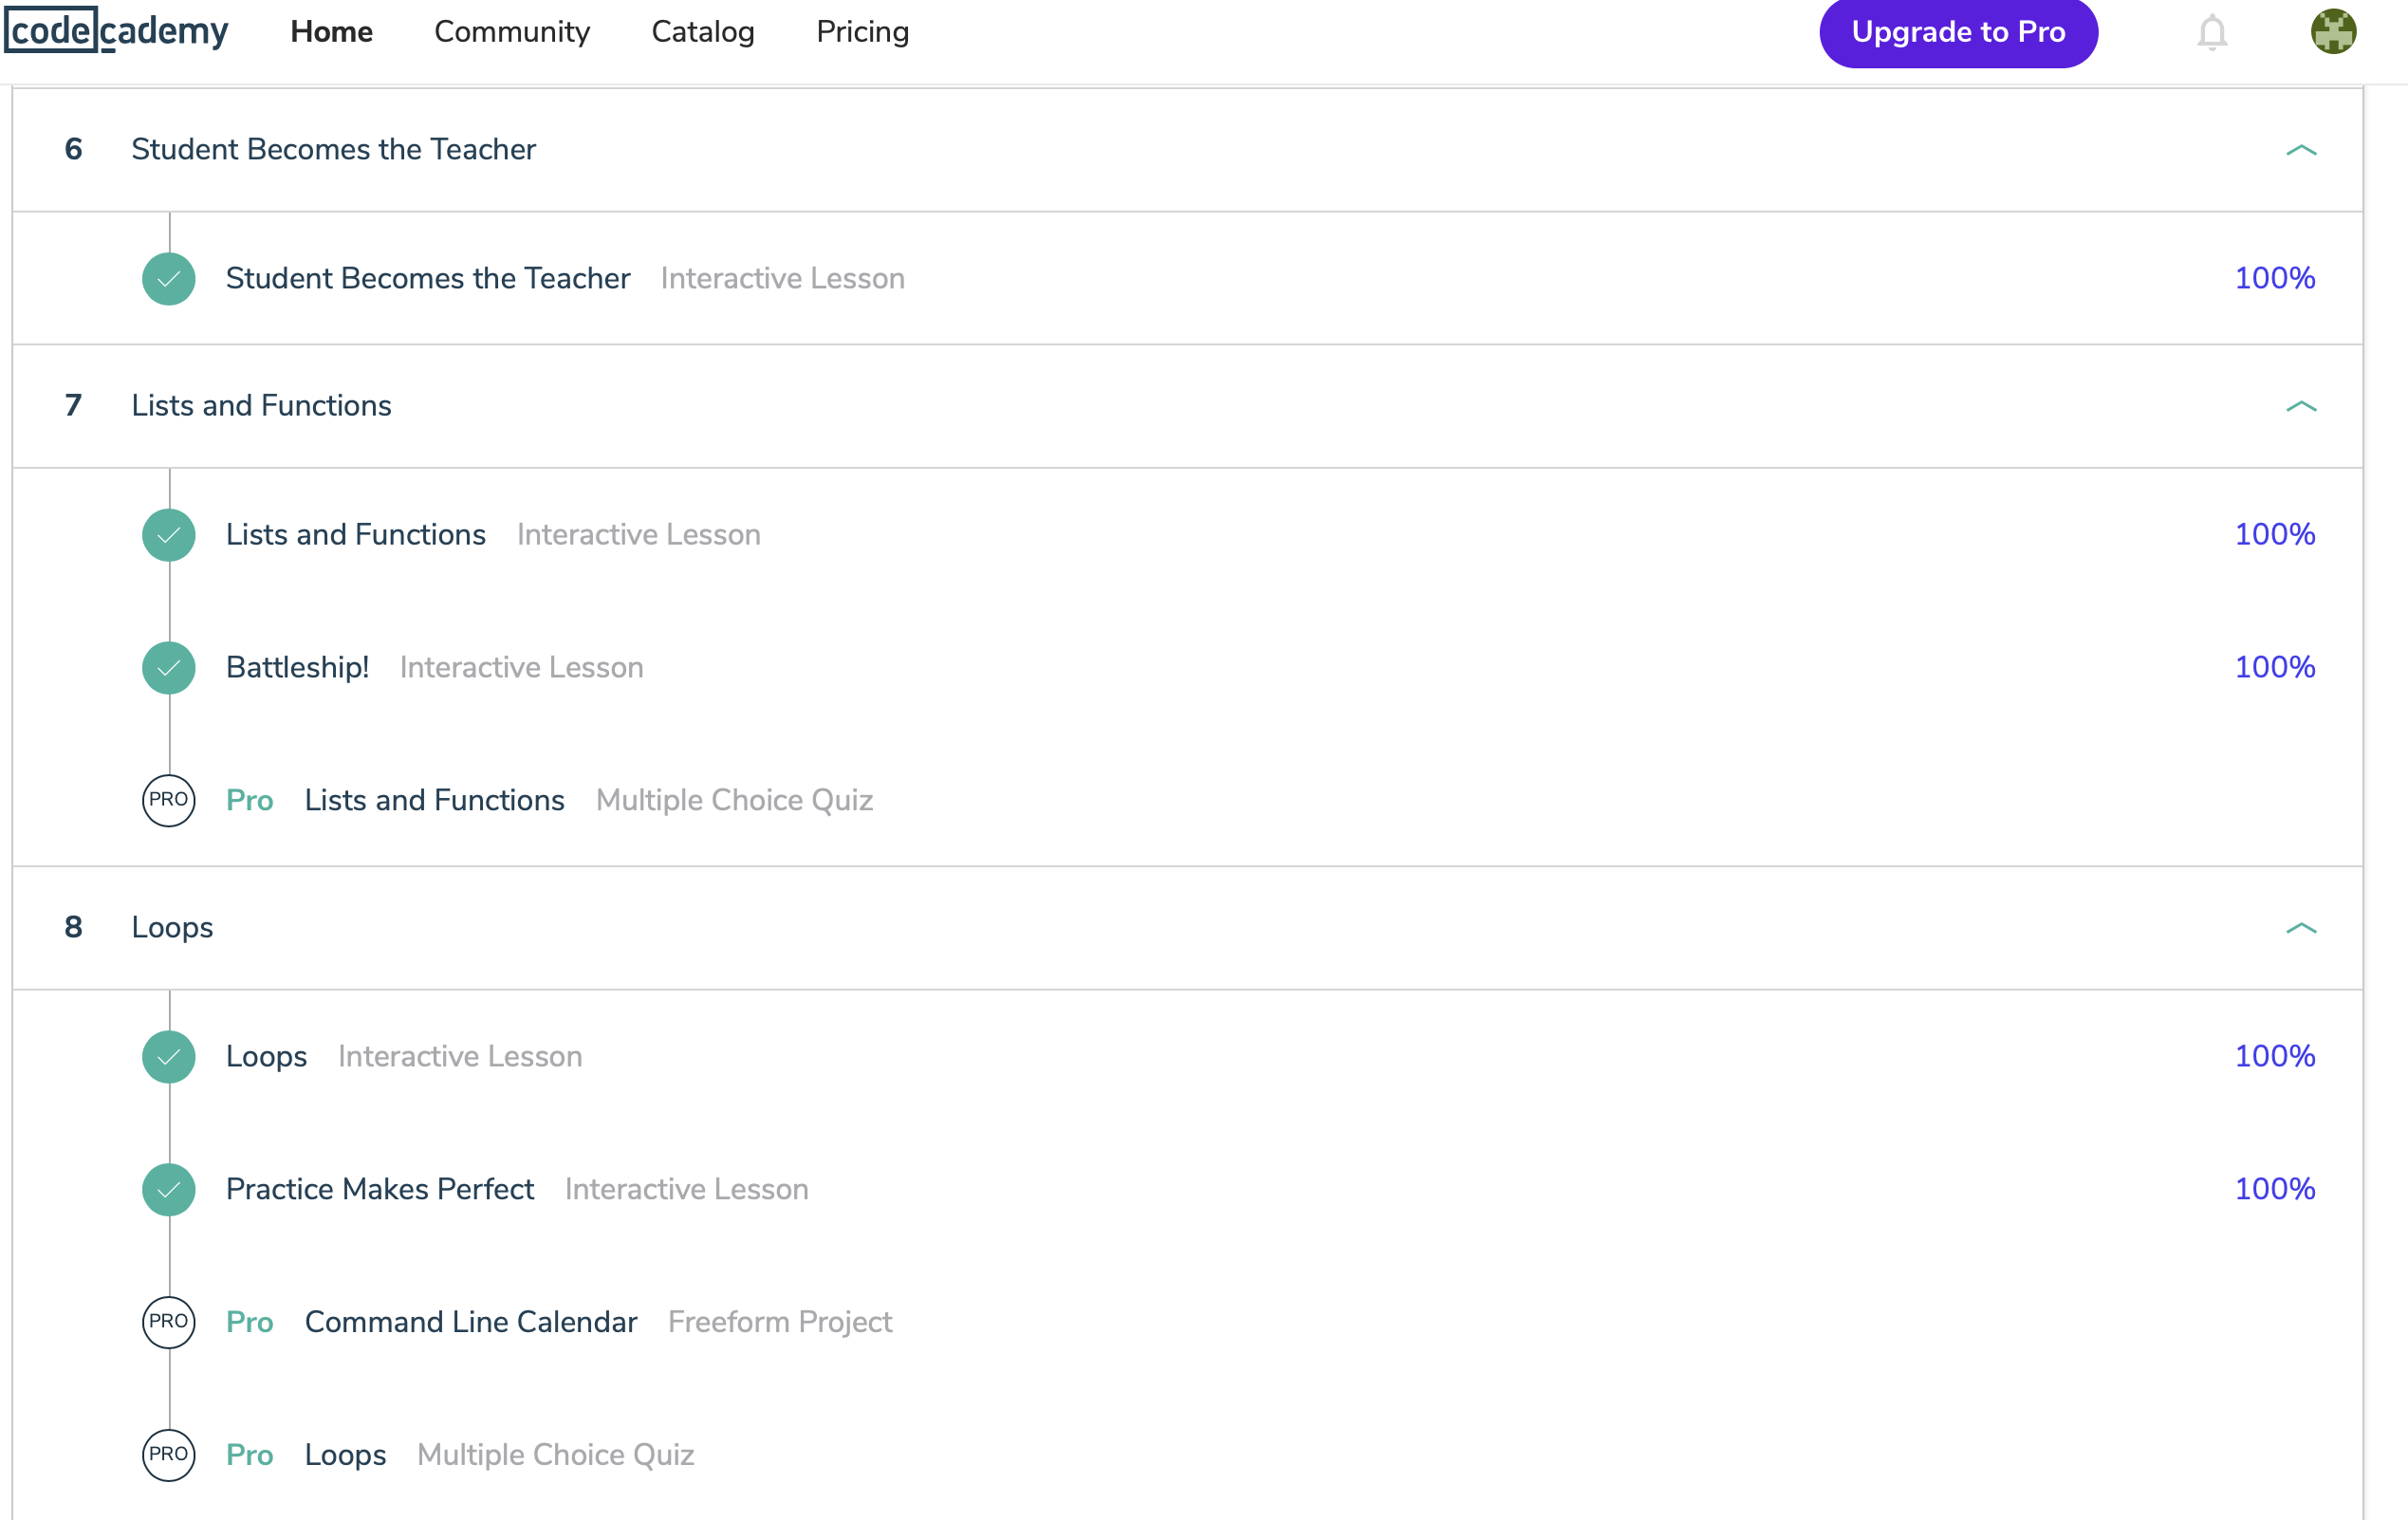 codecademy Home Community Catalog Pricing Upgrade to Pro
6 Student Becomes the Teacher
Student Becomes the Teacher Interactive Lesson 100%
7 Lists and Functions
Lists and Functions Interactive Lesson 100%
Battleship! Interactive Lesson 100%
PRO Pro Lists and Functions Multiple Choice Quiz
8 Loops
Loops Interactive Lesson 100%
Practice Makes Perfect Interactive Lesson 100%
PRO Pro Command Line Calendar Freeform Project
PRO Pro Loops Multiple Choice Quiz